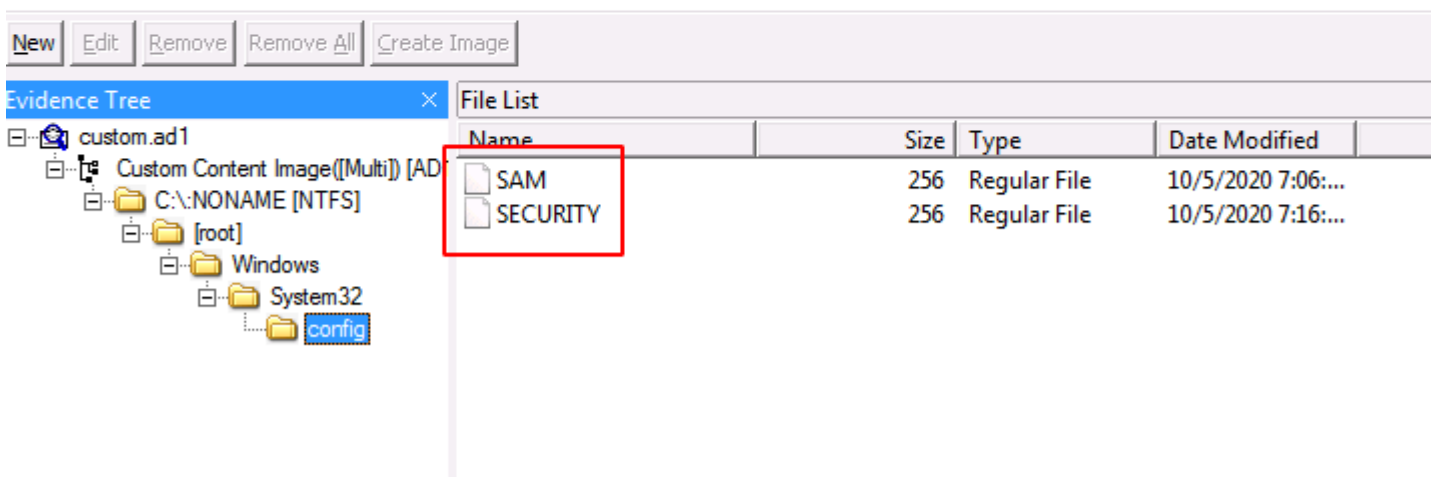 New Edit Remove Remove All Create Image
Evidence Tree
custom.ad1
Custom Content Image([Multi]) [AD
C:\:NONAME [NTFS]
[root]
Windows
System32
config
File List
Name Size Type Date Modified
SAM 256 Regular File 10/5/2020 7:06:...
SECURITY 256 Regular File 10/5/2020 7:16:...